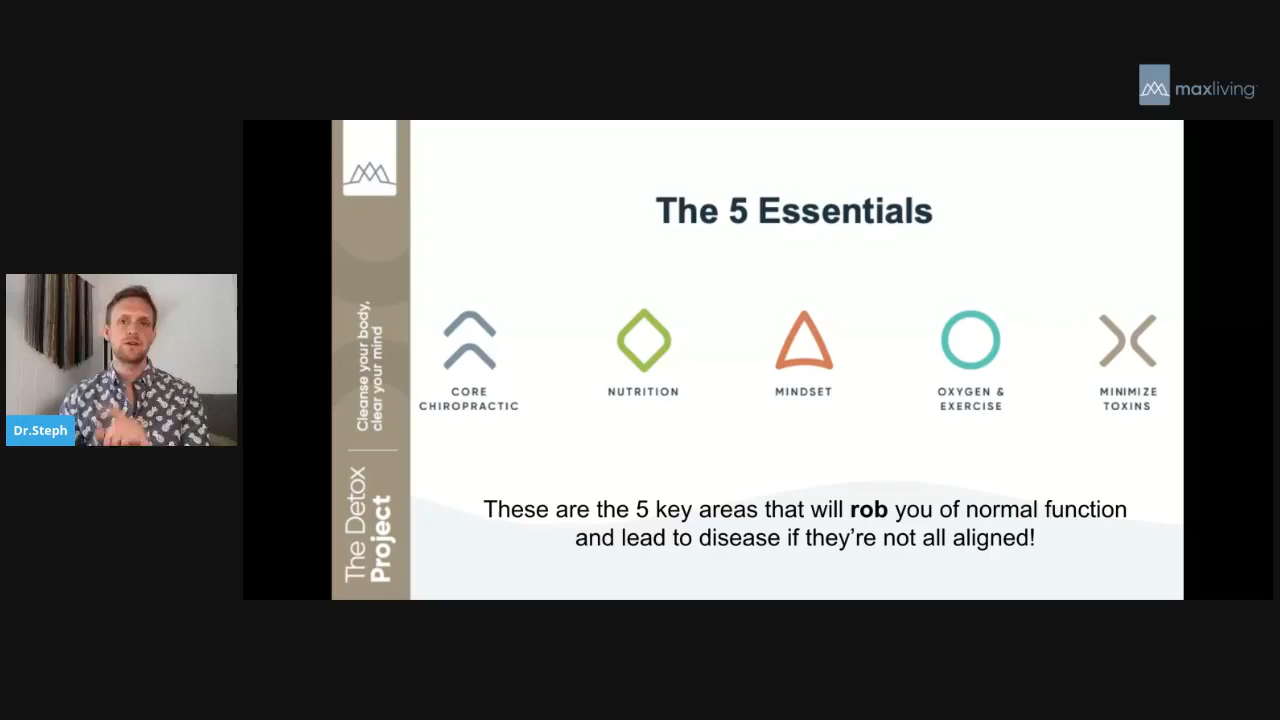 maxliving
The 5 Essentials
CORE
CHIROPRACTIC
NUTRITION
MINDSET
OXYGEN &
EXERCISE
MINIMIZE
TOXINS
These are the 5 key areas that will rob you of normal function
and lead to disease if they’re not all aligned!
The Detox
Project
Cleanse your body,
clear your mind
Dr.Steph